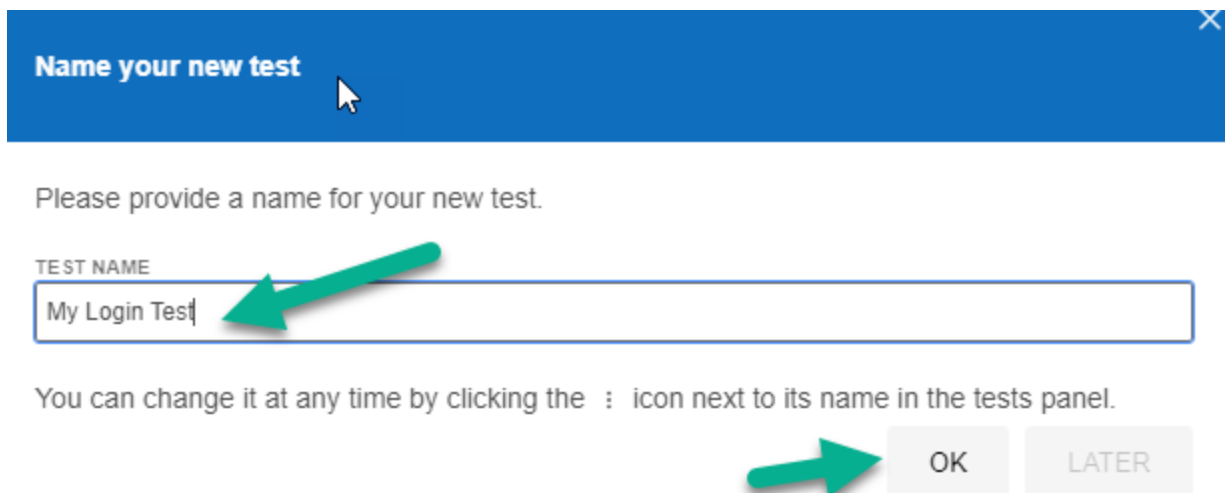 Name your new test
Please provide a name for your new test.
TEST NAME
My Login Test
You can change it at any time by clicking the ⋮ icon next to its name in the tests panel.
OK LATER